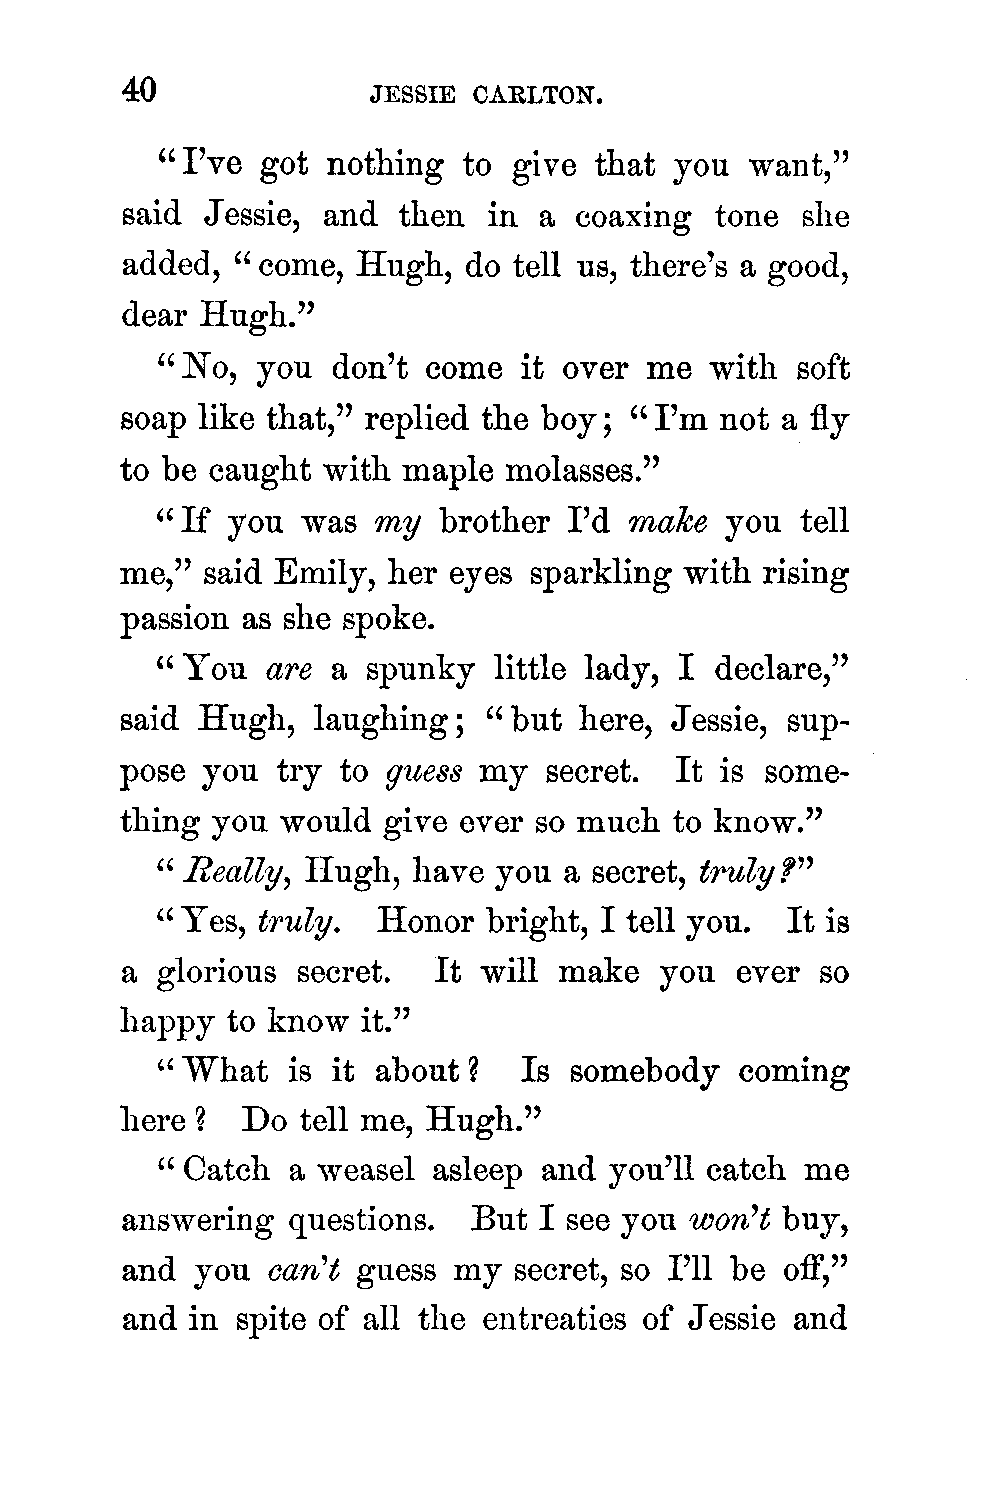 40 JESSIE CARLTON.
“I’ve got nothing to give that you want,”
said Jessie, and then in a coaxing tone she
added, “come, Hugh, do tell us, there’s a good,
dear Hugh.”
“No, you don’t come it over me with soft
soap like that,” replied the boy; “I’m not a fly
to be caught with maple molasses.”
“If you was my brother I’d make you tell
me,” said Emily, her eyes sparkling with rising
passion as she spoke.
“You are a spunky little lady, I declare,”
said Hugh, laughing; “but here, Jessie, sup-
pose you try to guess my secret. It is some-
thing you would give ever so much to know.”
“Really, Hugh, have you a secret, truly?”
“Yes, truly. Honor bright, I tell you. It is
a glorious secret. It will make you ever so
happy to know it.”
“What is it about? Is somebody coming
here? Do tell me, Hugh.”
“Catch a weasel asleep and you’ll catch me
answering questions. But I see you won’t buy,
and you can’t guess my secret, so I’ll be off,”
and in spite of all the entreaties of Jessie and